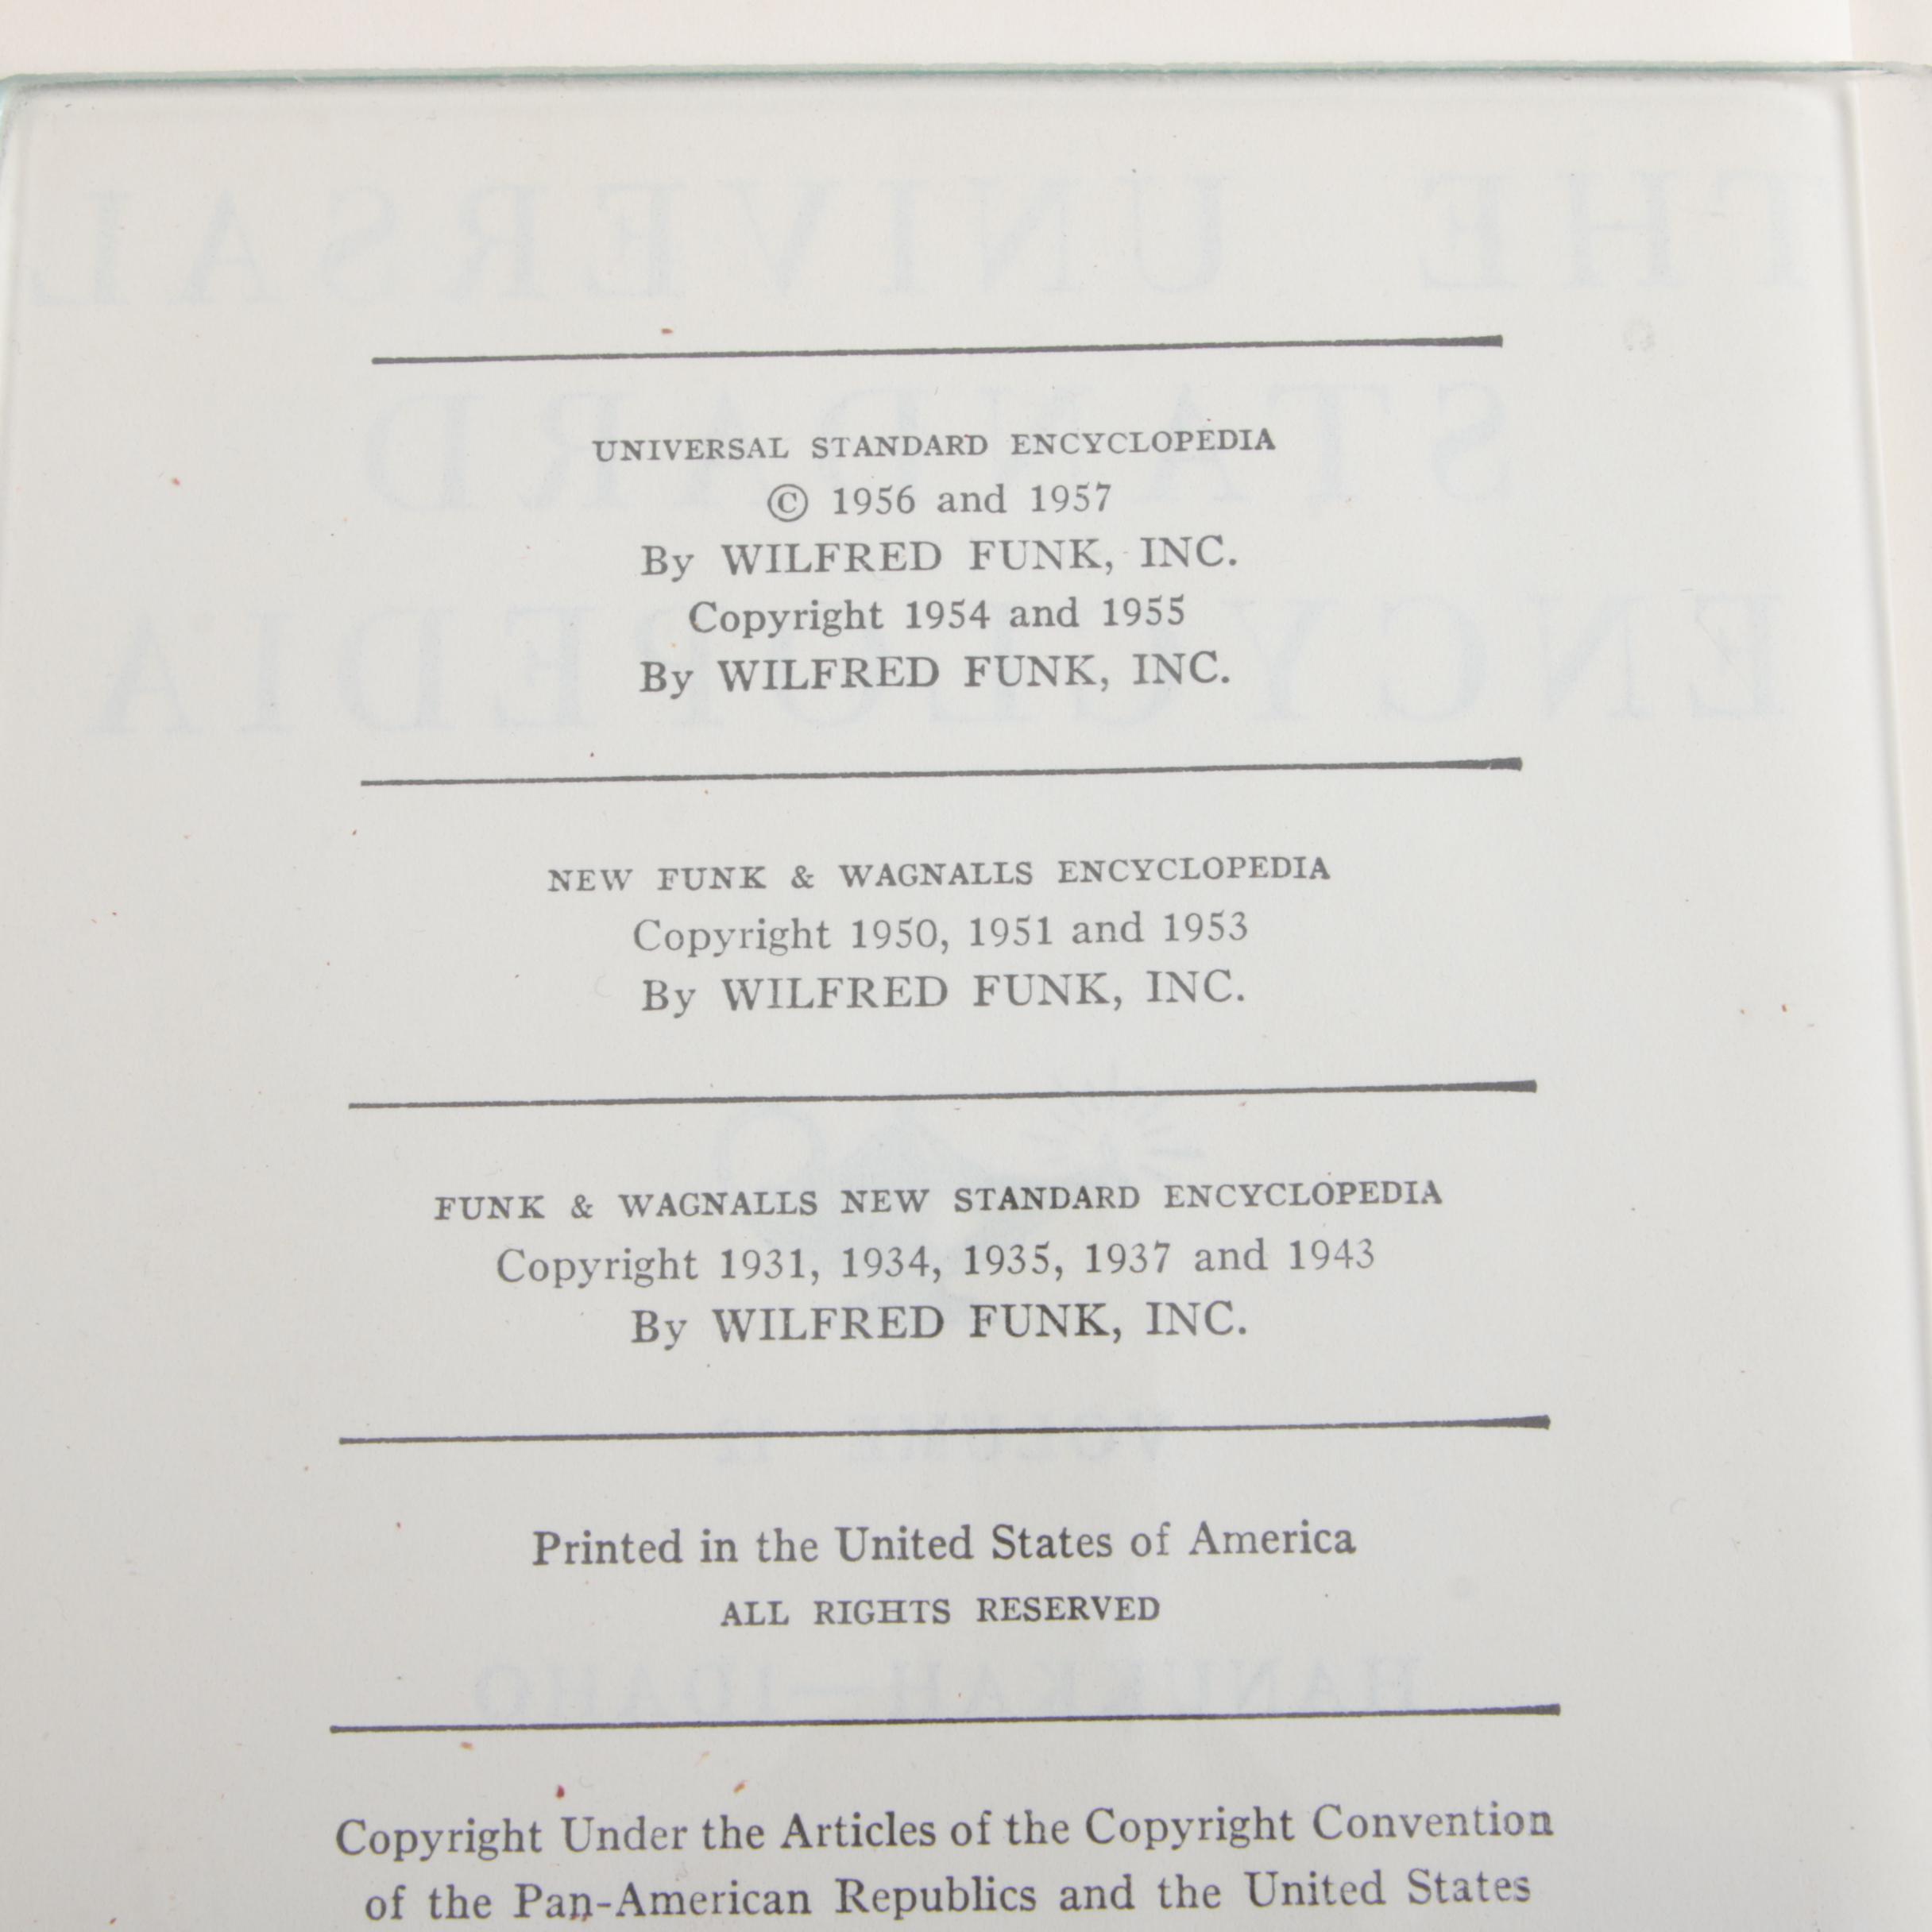 UNIVERSAL STANDARD ENCYCLOPEDIA
© 1956 and 1957
By WILFRED FUNK, INC.
Copyright 1954 and 1955
By WILFRED FUNK, INC.
NEW FUNK & WAGNALLS ENCYCLOPEDIA
Copyright 1950, 1951 and 1953
By WILFRED FUNK, INC.
FUNK & WAGNALLS NEW STANDARD ENCYCLOPEDIA
Copyright 1931, 1934, 1935, 1937 and 1943
By WILFRED FUNK, INC.
Printed in the United States of America
ALL RIGHTS RESERVED
Copyright Under the Articles of the Copyright Convention
of the Pan-American Republics and the United States